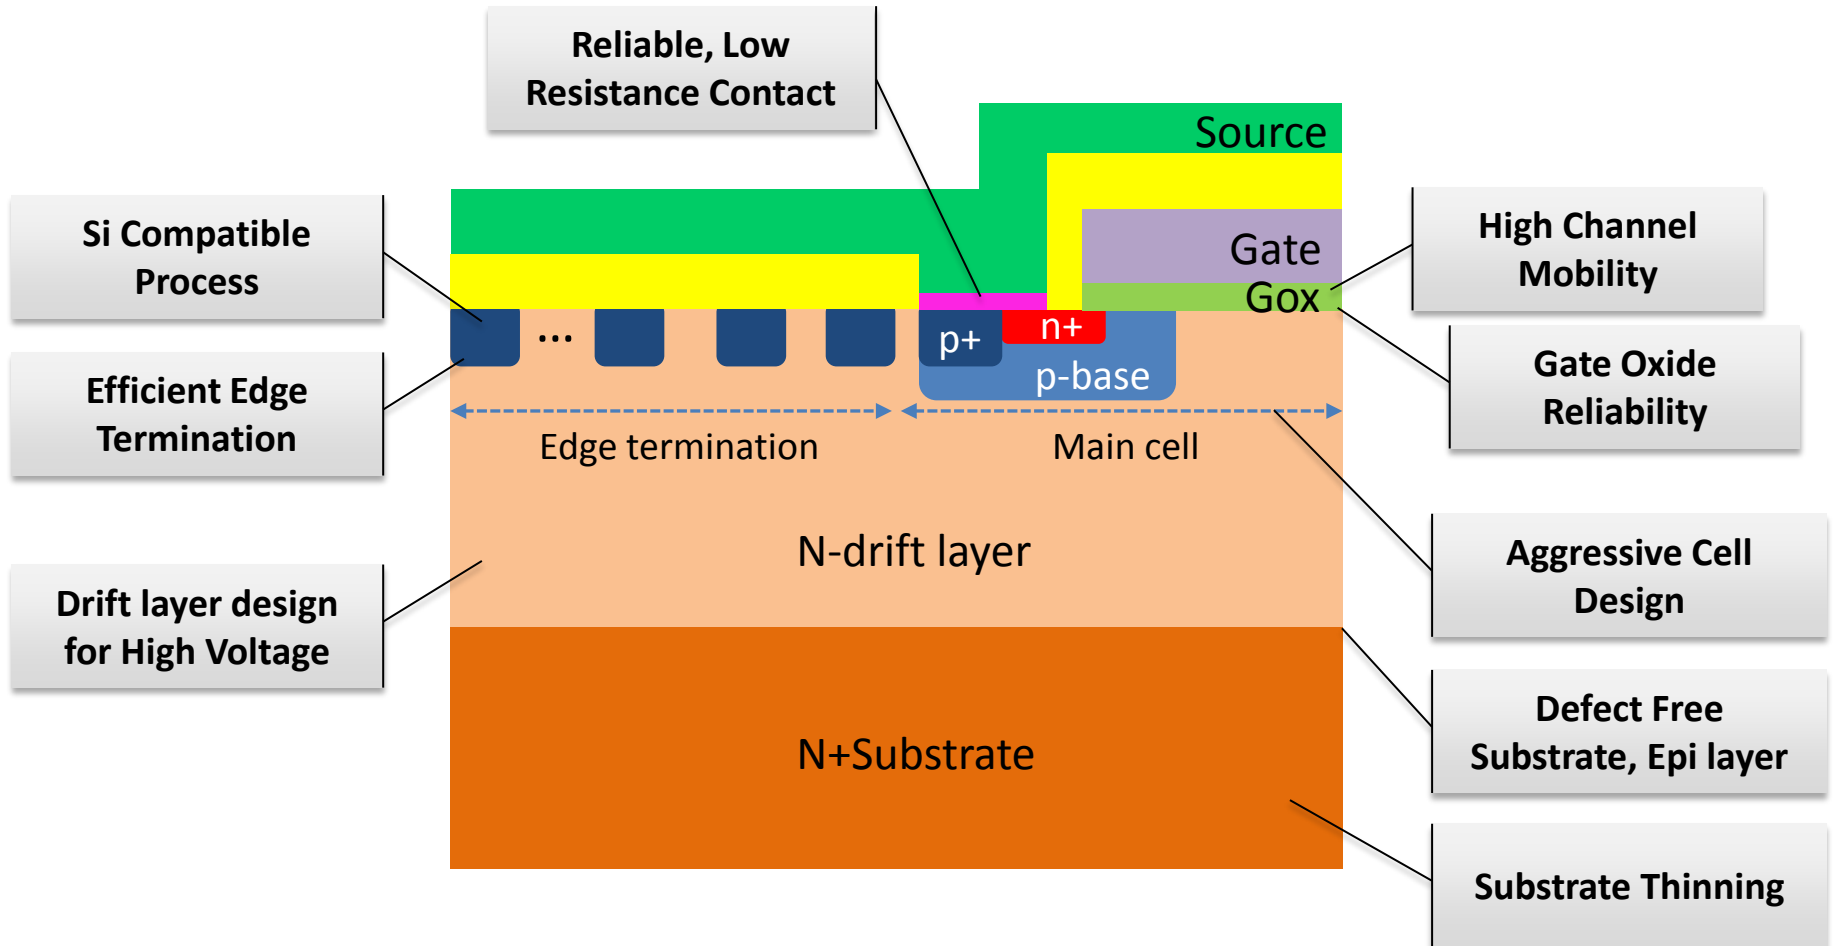 Reliable, Low
Resistance Contact
Source
Si Compatible
Process
High Channel
Mobility
Gate
Gox
...
p+
n+
p-base
Efficient Edge
Termination
Gate Oxide
Reliability
Edge termination
Main cell
N-drift layer
Aggressive Cell
Design
Drift layer design
for High Voltage
Defect Free
Substrate, Epi layer
N+Substrate
Substrate Thinning